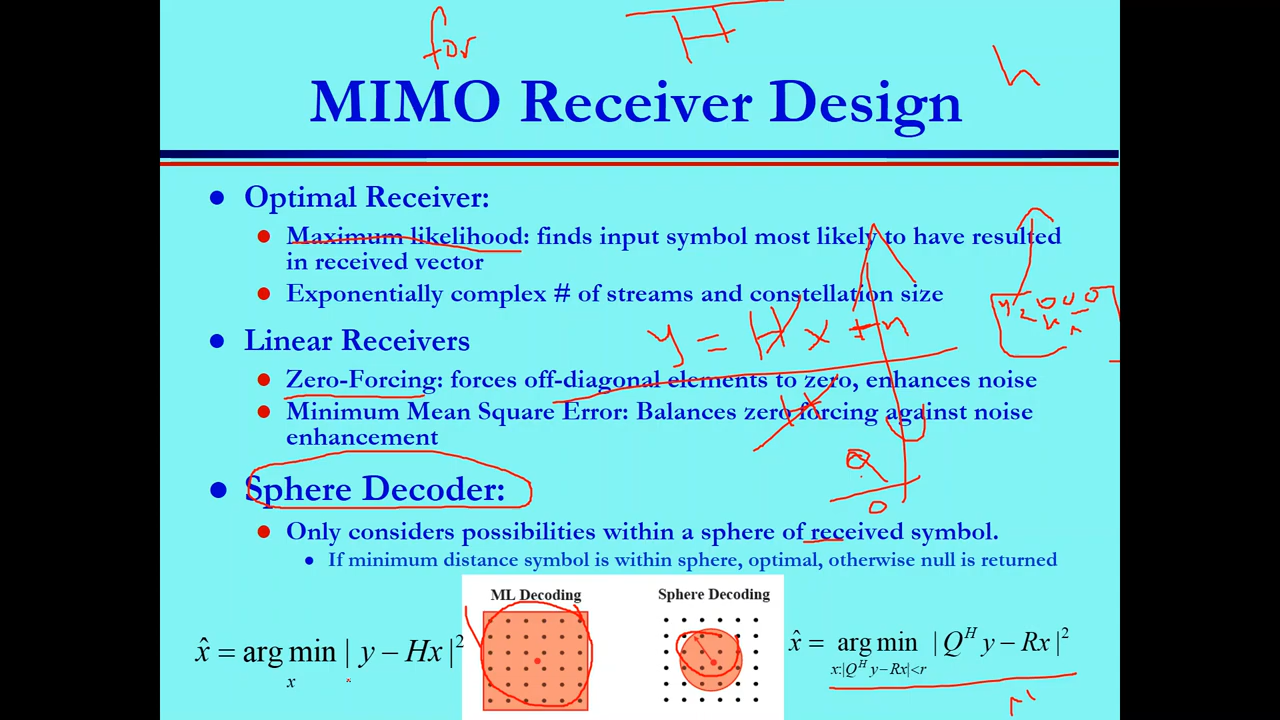 for
H
h
MIMO Receiver Design
● Optimal Receiver:
● Maximum likelihood: finds input symbol most likely to have resulted
in received vector
● Exponentially complex # of streams and constellation size
y = Hx + n
● Linear Receivers
● Zero-Forcing: forces off-diagonal elements to zero, enhances noise
● Minimum Mean Square Error: Balances zero forcing against noise
enhancement
● Sphere Decoder:
● Only considers possibilities within a sphere of received symbol.
● If minimum distance symbol is within sphere, optimal, otherwise null is returned
ML Decoding
Sphere Decoding
x̂ = arg min | y − Hx |²
x
x̂ = arg min | Q^H y − Rx |²
x:|Q^H y−Rx|<r